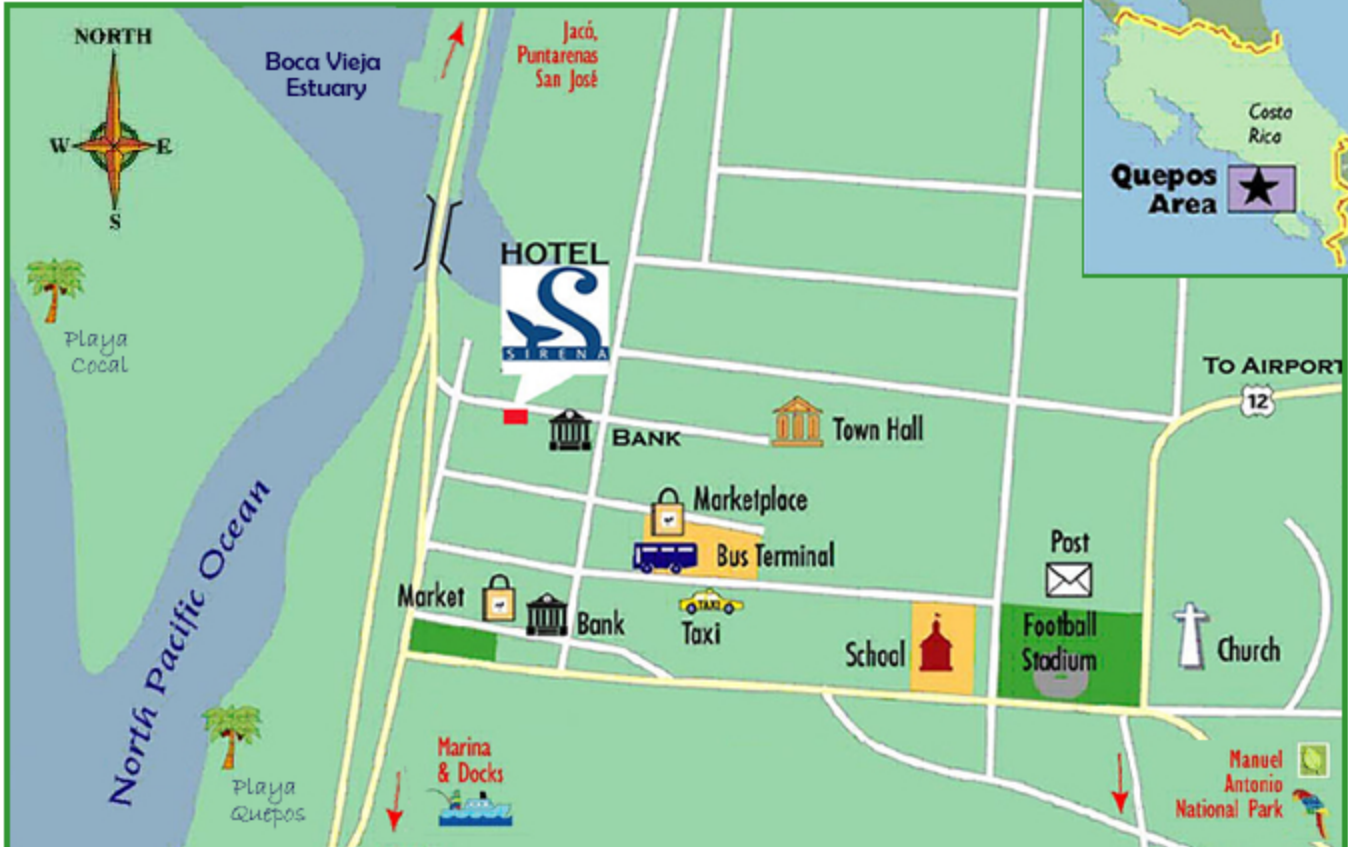 NORTH
W
E
S
Boca Vieja
Estuary
Jacó,
Puntarenas
San José
Costa
Rica
Quepos
Area
HOTEL
SIRENA
Playa
Cocal
TO AIRPORT
12
BANK
Town Hall
Marketplace
Bus Terminal
Post
Market
Bank
TAXI
Taxi
School
Football
Stadium
Church
North Pacific Ocean
Marina
& Docks
Playa
Quepos
Manuel
Antonio
National Park